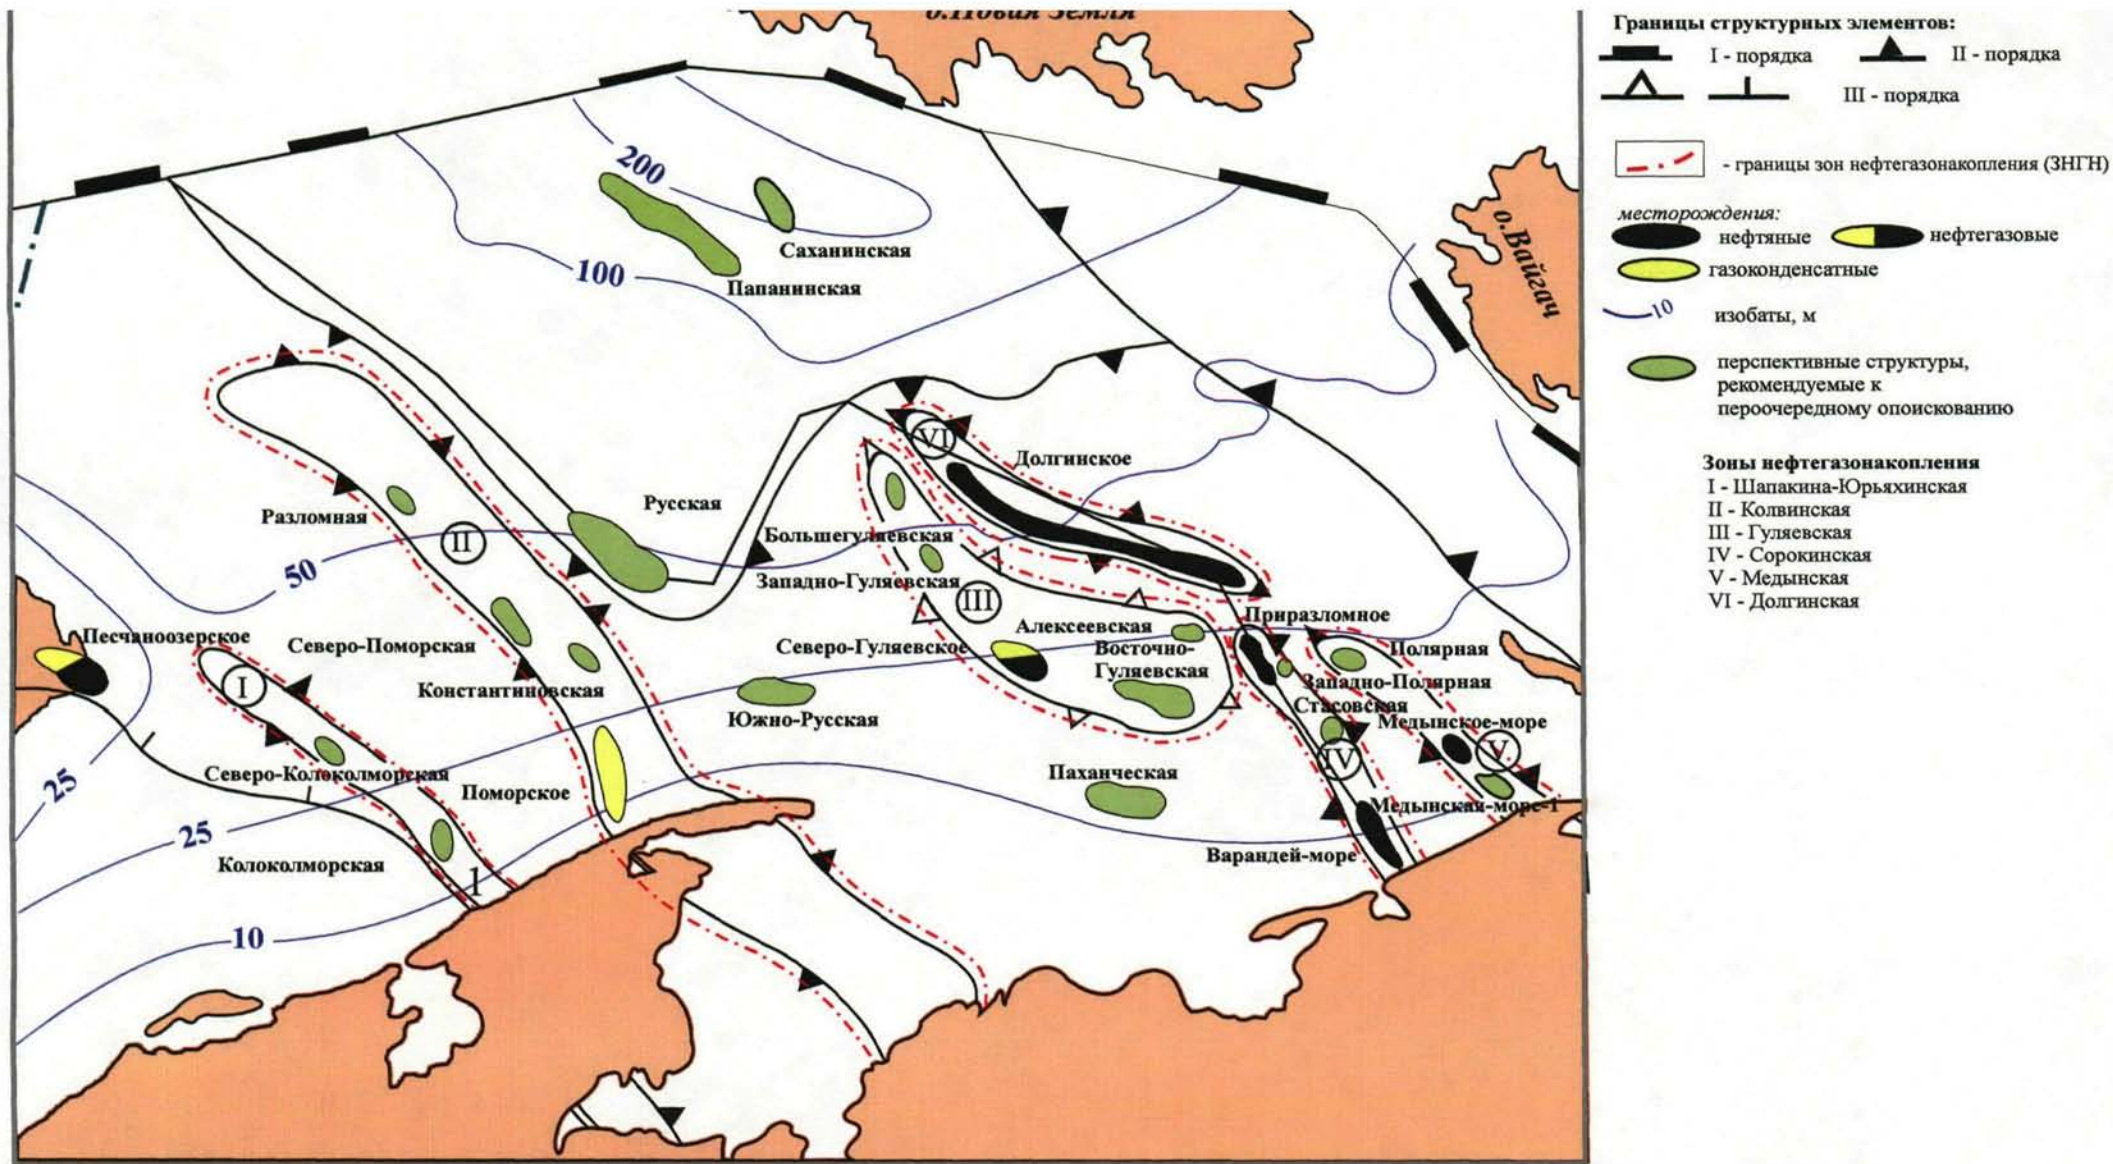 о.Новая Земля
200
Саханинская
100
Папанинская
о.Вайгач
VI
Долгинское
Русская
Разломная
II
Большегуляевская
50
Западно-Гуляевская
III
Приразломное
Песчаноозерское
Северо-Поморская
Алексеевская
Северо-Гуляевское
Восточно-
Гуляевская
Полярная
I
Константиновская
Западно-Полярная
Стасовская
Южно-Русская
Медынское-море
V
IV
25
Северо-Колоколморская
Поморское
Паханческая
Медынская-море-1
25
Колоколморская
Варандей-море
1
10
Границы структурных элементов:
I - порядка
II - порядка
III - порядка
- границы зон нефтегазонакопления (ЗНГН)
месторождения:
нефтяные
нефтегазовые
газоконденсатные
10
изобаты, м
перспективные структуры,
рекомендуемые к
пероочередному опоискованию
Зоны нефтегазонакопления
I - Шапакина-Юрьяхинская
II - Колвинская
III - Гуляевская
IV - Сорокинская
V - Медынская
VI - Долгинская